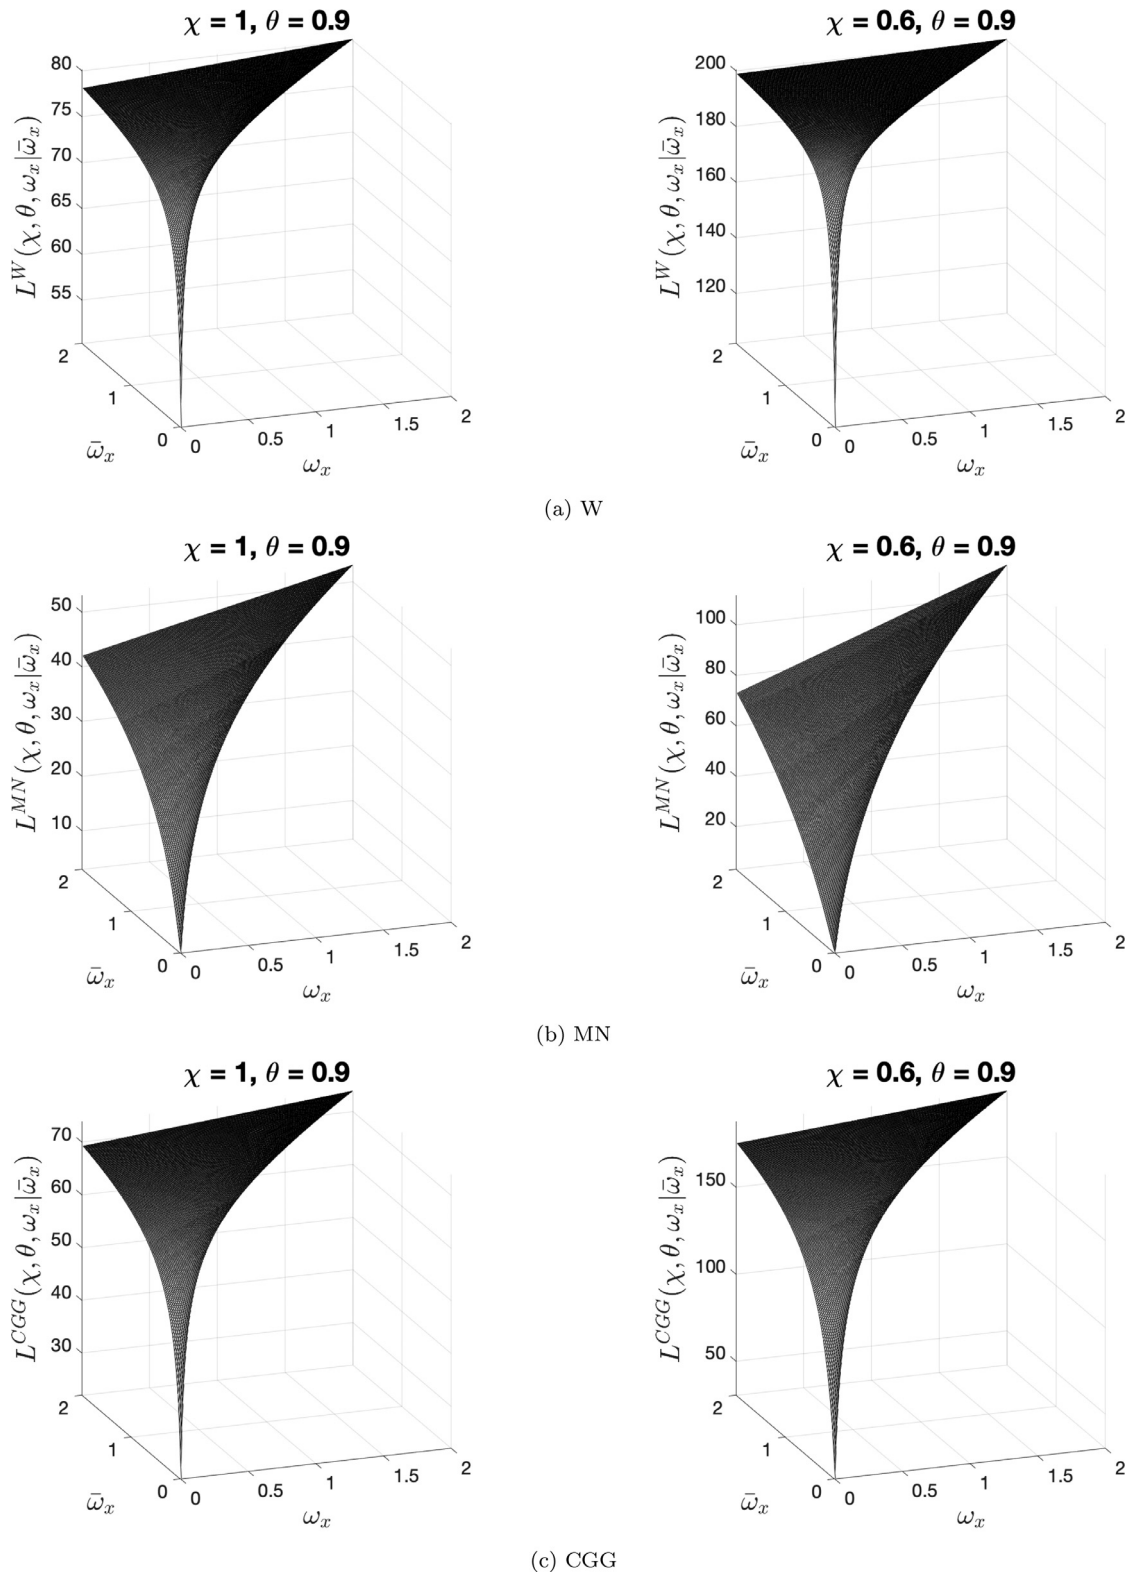 χ = 1, θ = 0.9
χ = 0.6, θ = 0.9
80
75
70
65
60
55
2
1
0
0
0.5
1
1.5
2
L^W(χ, θ, ω_x|ω̄_x)
ω̄_x
ω_x
200
180
160
140
120
2
1
0
0
0.5
1
1.5
2
L^W(χ, θ, ω_x|ω̄_x)
ω̄_x
ω_x
(a) W
χ = 1, θ = 0.9
χ = 0.6, θ = 0.9
50
40
30
20
10
2
1
0
0
0.5
1
1.5
2
L^{MN}(χ, θ, ω_x|ω̄_x)
ω̄_x
ω_x
100
80
60
40
20
2
1
0
0
0.5
1
1.5
2
L^{MN}(χ, θ, ω_x|ω̄_x)
ω̄_x
ω_x
(b) MN
χ = 1, θ = 0.9
χ = 0.6, θ = 0.9
70
60
50
40
30
2
1
0
0
0.5
1
1.5
2
L^{CGG}(χ, θ, ω_x|ω̄_x)
ω̄_x
ω_x
150
100
50
2
1
0
0
0.5
1
1.5
2
L^{CGG}(χ, θ, ω_x|ω̄_x)
ω̄_x
ω_x
(c) CGG